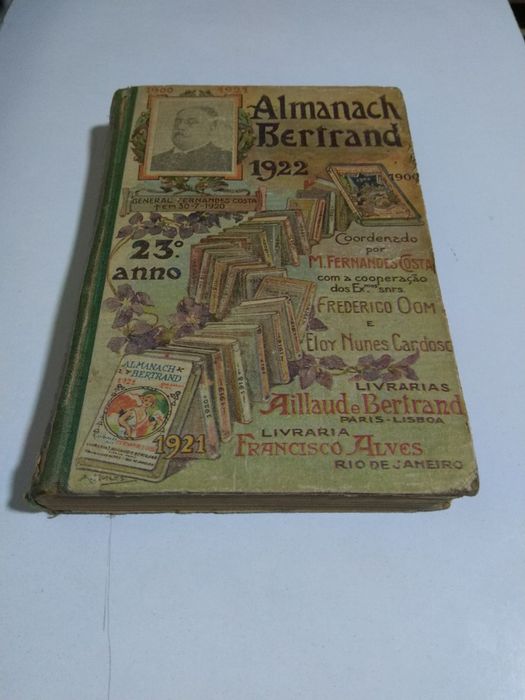 1900 1921
Almanach
Bertrand
1922
1900
GENERAL FERNANDES COSTA
† EM 30-7-1920
23.º
anno
Coordenado
por
M. FERNANDES COSTA
com a cooperação
dos Ex.mos snrs.
FREDERICO OOM
E
ELOY NUNES CARDOSO
LIVRARIAS
Aillaud e Bertrand
PARIS-LISBOA
LIVRARIA
FRANCISCO ALVES
RIO DE JANEIRO
ALMANACH
BERTRAND
1921
1921